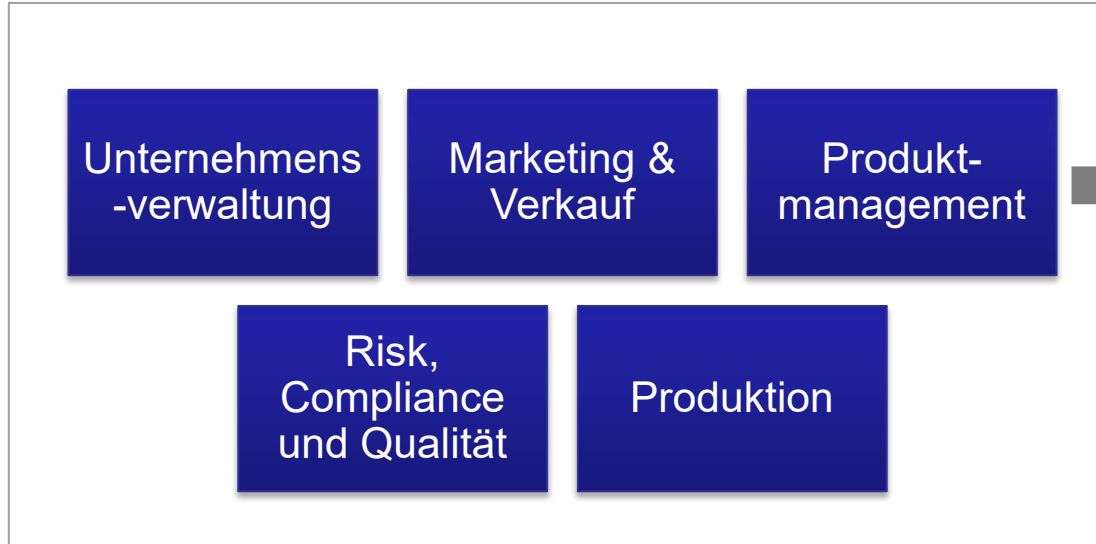 Unternehmens
-verwaltung
Marketing &
Verkauf
Produkt-
management
Risk,
Compliance
und Qualität
Produktion